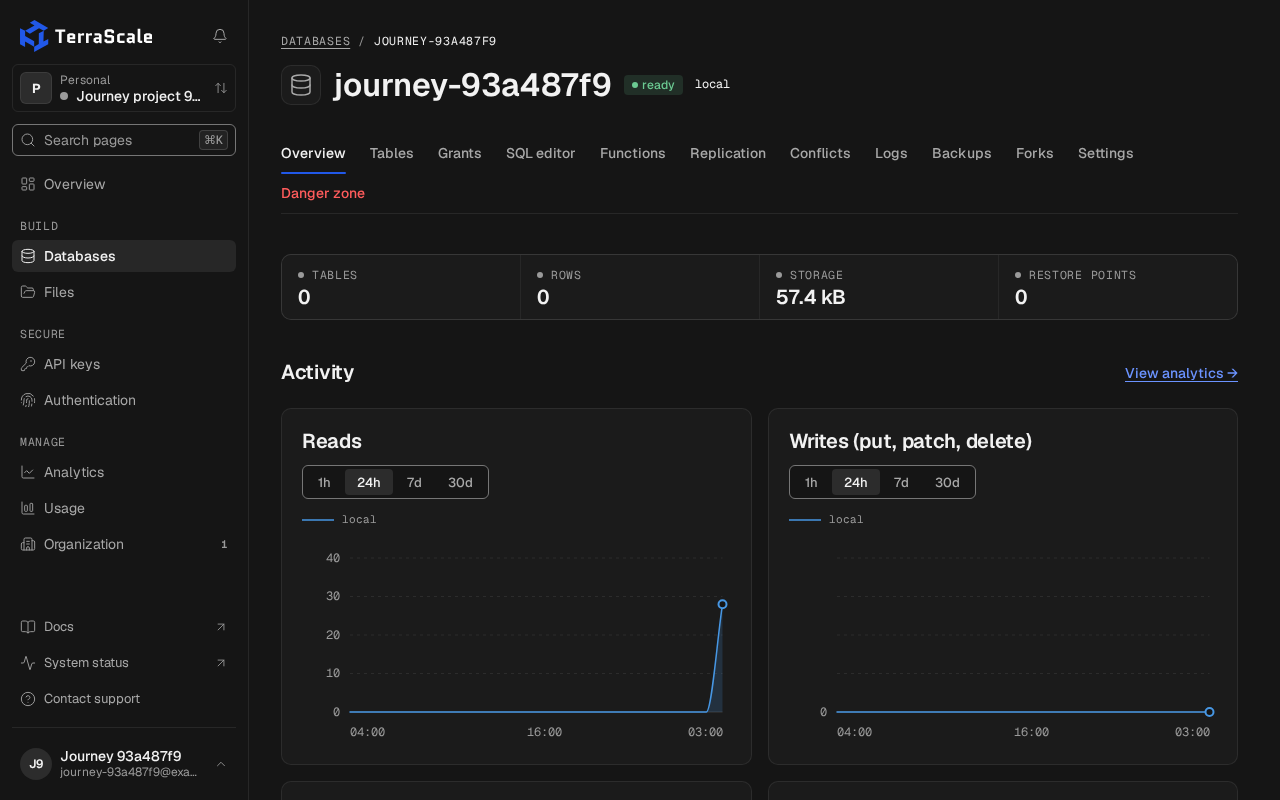 TerraScale
P
Personal
Journey project 9...
Search pages
⌘K
Overview
BUILD
Databases
Files
SECURE
API keys
Authentication
MANAGE
Analytics
Usage
Organization
1
Docs
System status
Contact support
J9
Journey 93a487f9
journey-93a487f9@exa...
DATABASES / JOURNEY-93A487F9
journey-93a487f9
ready
local
Overview Tables Grants SQL editor Functions Replication Conflicts Logs Backups Forks Settings
Danger zone
TABLES ROWS STORAGE RESTORE POINTS
0 0 57.4 kB 0
Activity
View analytics →
Reads
1h 24h 7d 30d
local
40
30
20
10
0
04:00 16:00 03:00
Writes (put, patch, delete)
1h 24h 7d 30d
local
0
04:00 16:00 03:00